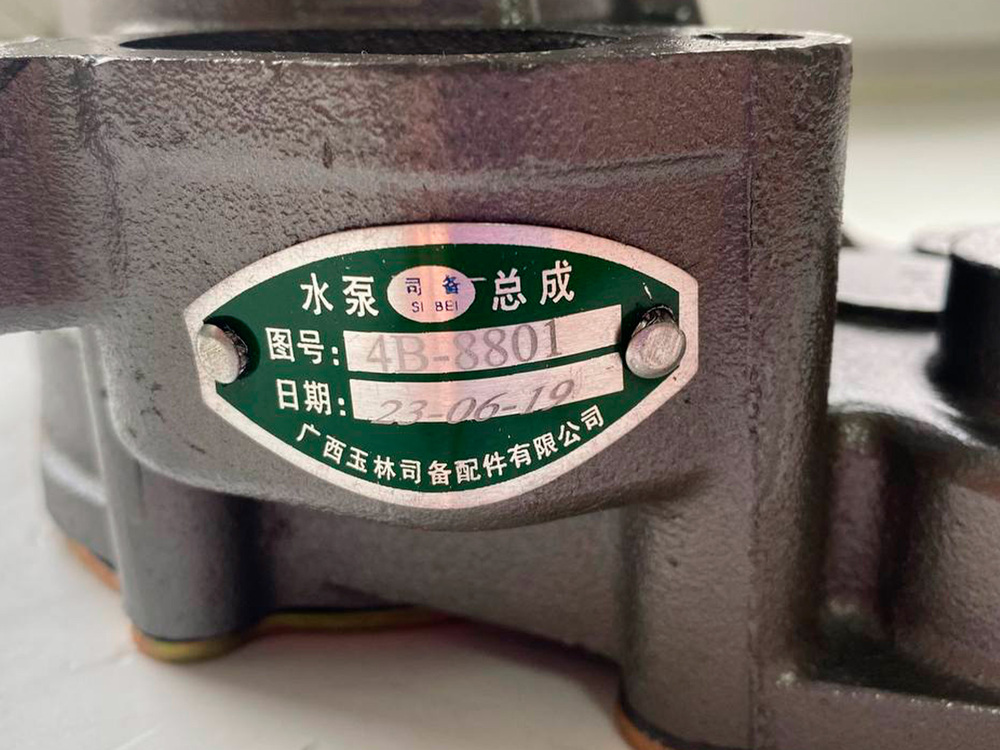 水泵 司备 总成
SI BEI
图号: 4B-8801
日期: 23-06-19
广西玉林司备配件有限公司